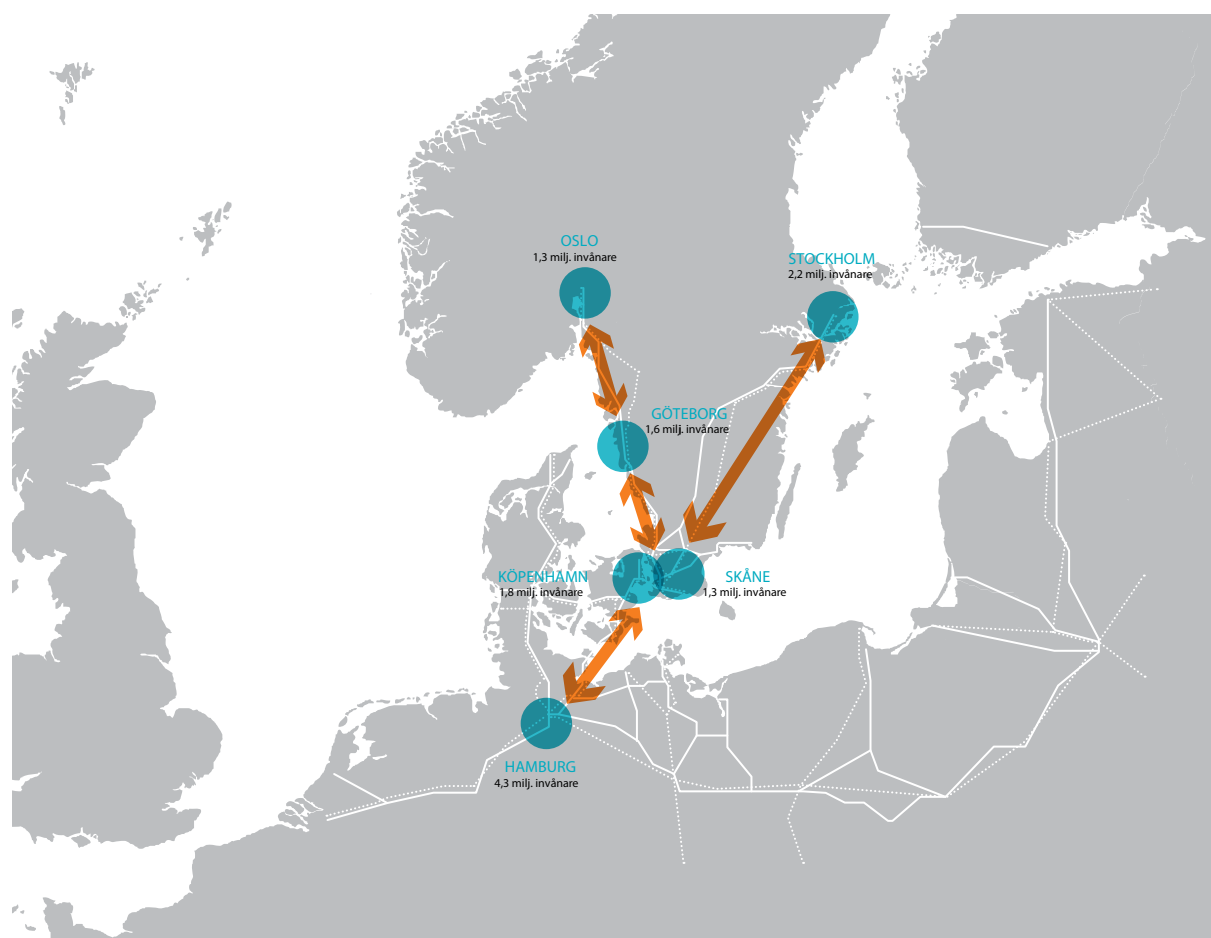 OSLO
1,3 milj. invånare
STOCKHOLM
2,2 milj. invånare
GÖTEBORG
1,6 milj. invånare
KÖPENHAMN
1,8 milj. invånare
SKÅNE
1,3 milj. invånare
HAMBURG
4,3 milj. invånare